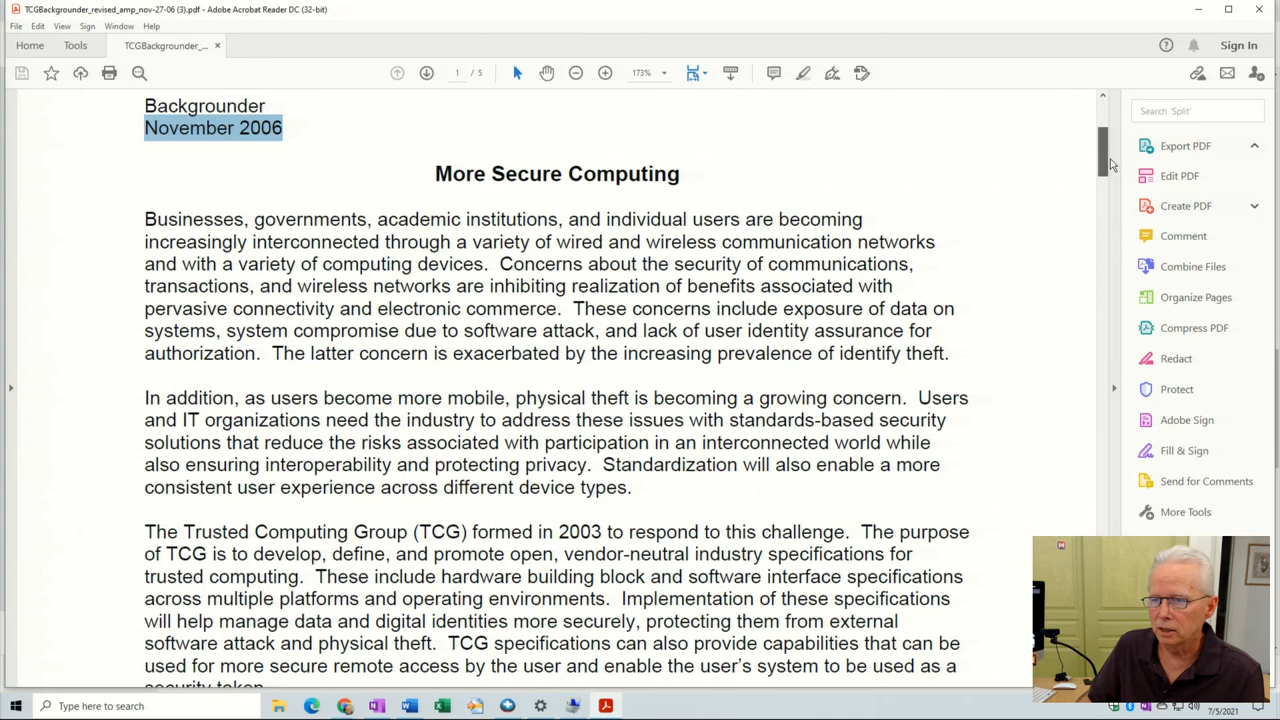 TCGBackgrounder_revised_amp_nov-27-06 (3).pdf - Adobe Acrobat Reader DC (32-bit)
File Edit View Sign Window Help
Home Tools TCGBackgrounder_... × Sign In
1 / 5 173%
Backgrounder
November 2006
More Secure Computing
Businesses, governments, academic institutions, and individual users are becoming
increasingly interconnected through a variety of wired and wireless communication networks
and with a variety of computing devices. Concerns about the security of communications,
transactions, and wireless networks are inhibiting realization of benefits associated with
pervasive connectivity and electronic commerce. These concerns include exposure of data on
systems, system compromise due to software attack, and lack of user identity assurance for
authorization. The latter concern is exacerbated by the increasing prevalence of identify theft.
In addition, as users become more mobile, physical theft is becoming a growing concern. Users
and IT organizations need the industry to address these issues with standards-based security
solutions that reduce the risks associated with participation in an interconnected world while
also ensuring interoperability and protecting privacy. Standardization will also enable a more
consistent user experience across different device types.
The Trusted Computing Group (TCG) formed in 2003 to respond to this challenge. The purpose
of TCG is to develop, define, and promote open, vendor-neutral industry specifications for
trusted computing. These include hardware building block and software interface specifications
across multiple platforms and operating environments. Implementation of these specifications
will help manage data and digital identities more securely, protecting them from external
software attack and physical theft. TCG specifications can also provide capabilities that can be
used for more secure remote access by the user and enable the user's system to be used as a
security token.
Search 'Split'
Export PDF
Edit PDF
Create PDF
Comment
Combine Files
Organize Pages
Compress PDF
Redact
Protect
Adobe Sign
Fill & Sign
Send for Comments
More Tools
Type here to search
7/5/2021